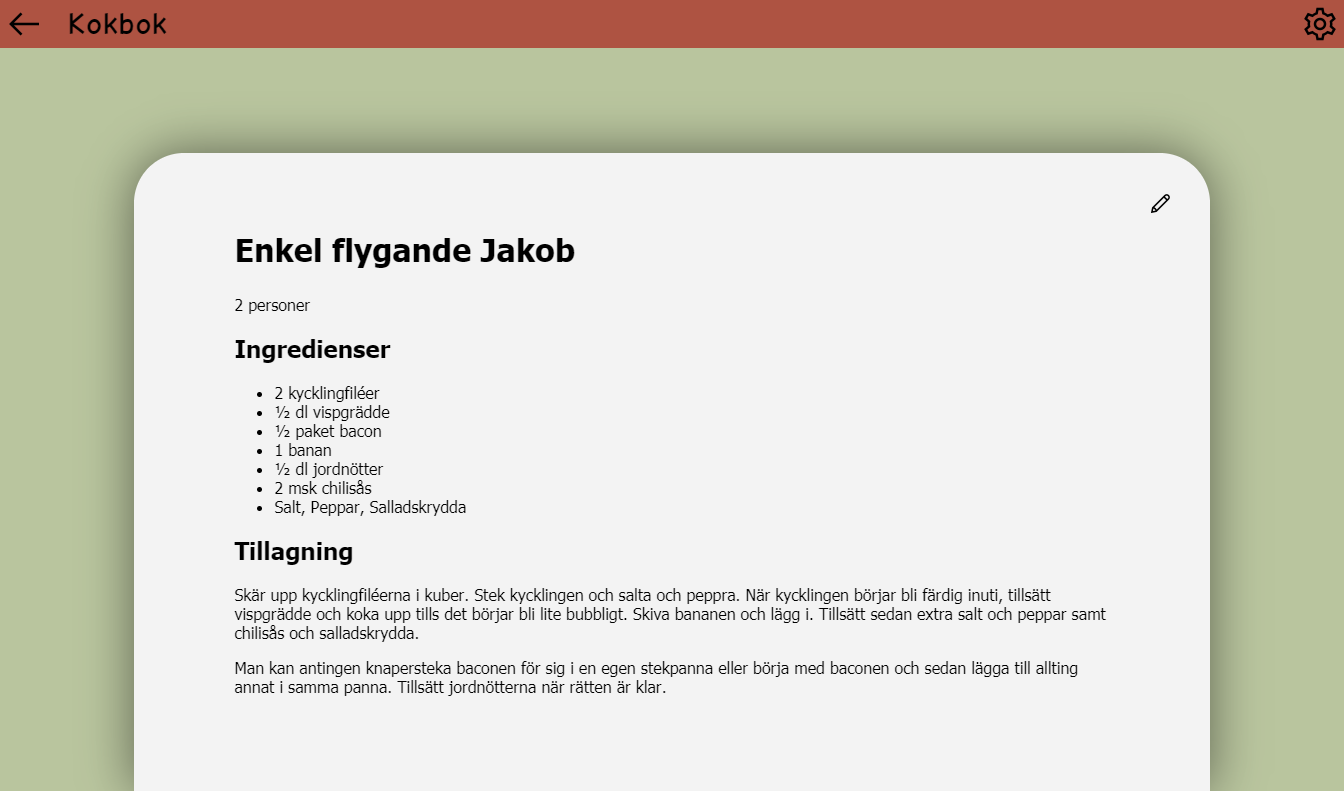 Kokbok
Enkel flygande Jakob
2 personer
Ingredienser
• 2 kycklingfiléer
• ½ dl vispgrädde
• ½ paket bacon
• 1 banan
• ½ dl jordnötter
• 2 msk chilisås
• Salt, Peppar, Salladskrydda
Tillagning
Skär upp kycklingfiléerna i kuber. Stek kycklingen och salta och peppra. När kycklingen börjar bli färdig inuti, tillsätt
vispgrädde och koka upp tills det börjar bli lite bubbligt. Skiva bananen och lägg i. Tillsätt sedan extra salt och peppar samt
chilisås och salladskrydda.
Man kan antingen knapersteka baconen för sig i en egen stekpanna eller börja med baconen och sedan lägga till allting
annat i samma panna. Tillsätt jordnötterna när rätten är klar.